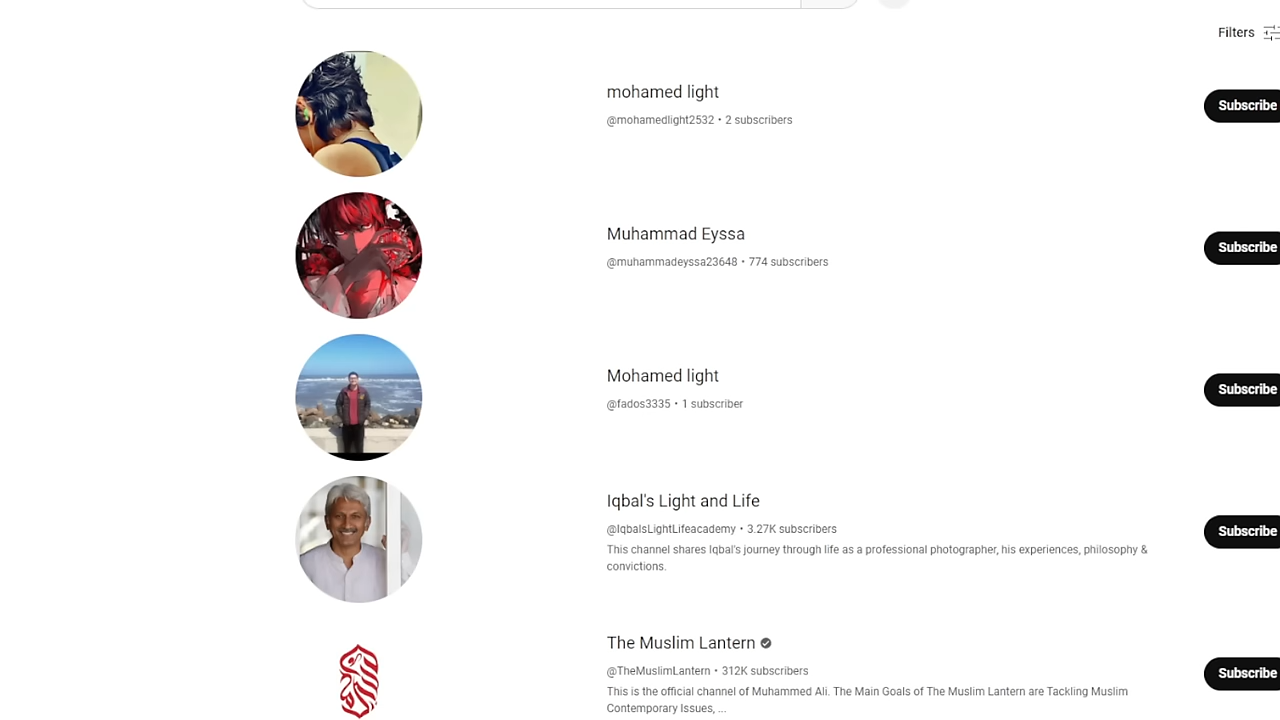 Filters
mohamed light
@mohamedlight2532 • 2 subscribers
Subscribe
Muhammad Eyssa
@muhammadeyssa23648 • 774 subscribers
Subscribe
Mohamed light
@fados3335 • 1 subscriber
Subscribe
Iqbal's Light and Life
@IqbalsLightLifeacademy • 3.27K subscribers
This channel shares Iqbal's journey through life as a professional photographer, his experiences, philosophy &
convictions.
Subscribe
The Muslim Lantern
@TheMuslimLantern • 312K subscribers
This is the official channel of Muhammed Ali. The Main Goals of The Muslim Lantern are Tackling Muslim
Contemporary Issues, ...
Subscribe